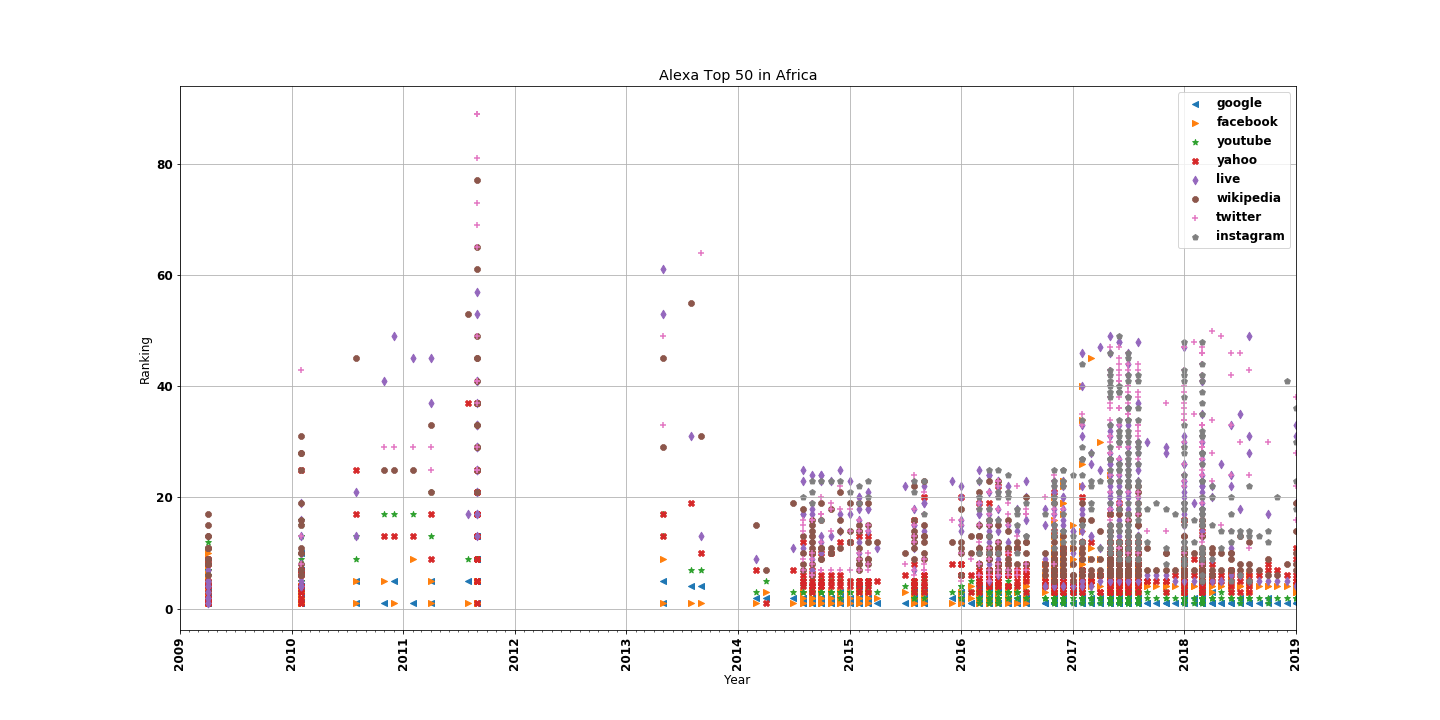 Alexa Top 50 in Africa
google
facebook
youtube
yahoo
live
wikipedia
twitter
instagram
Ranking
80
60
40
20
0
2009
2010
2011
2012
2013
2014
2015
2016
2017
2018
2019
Year